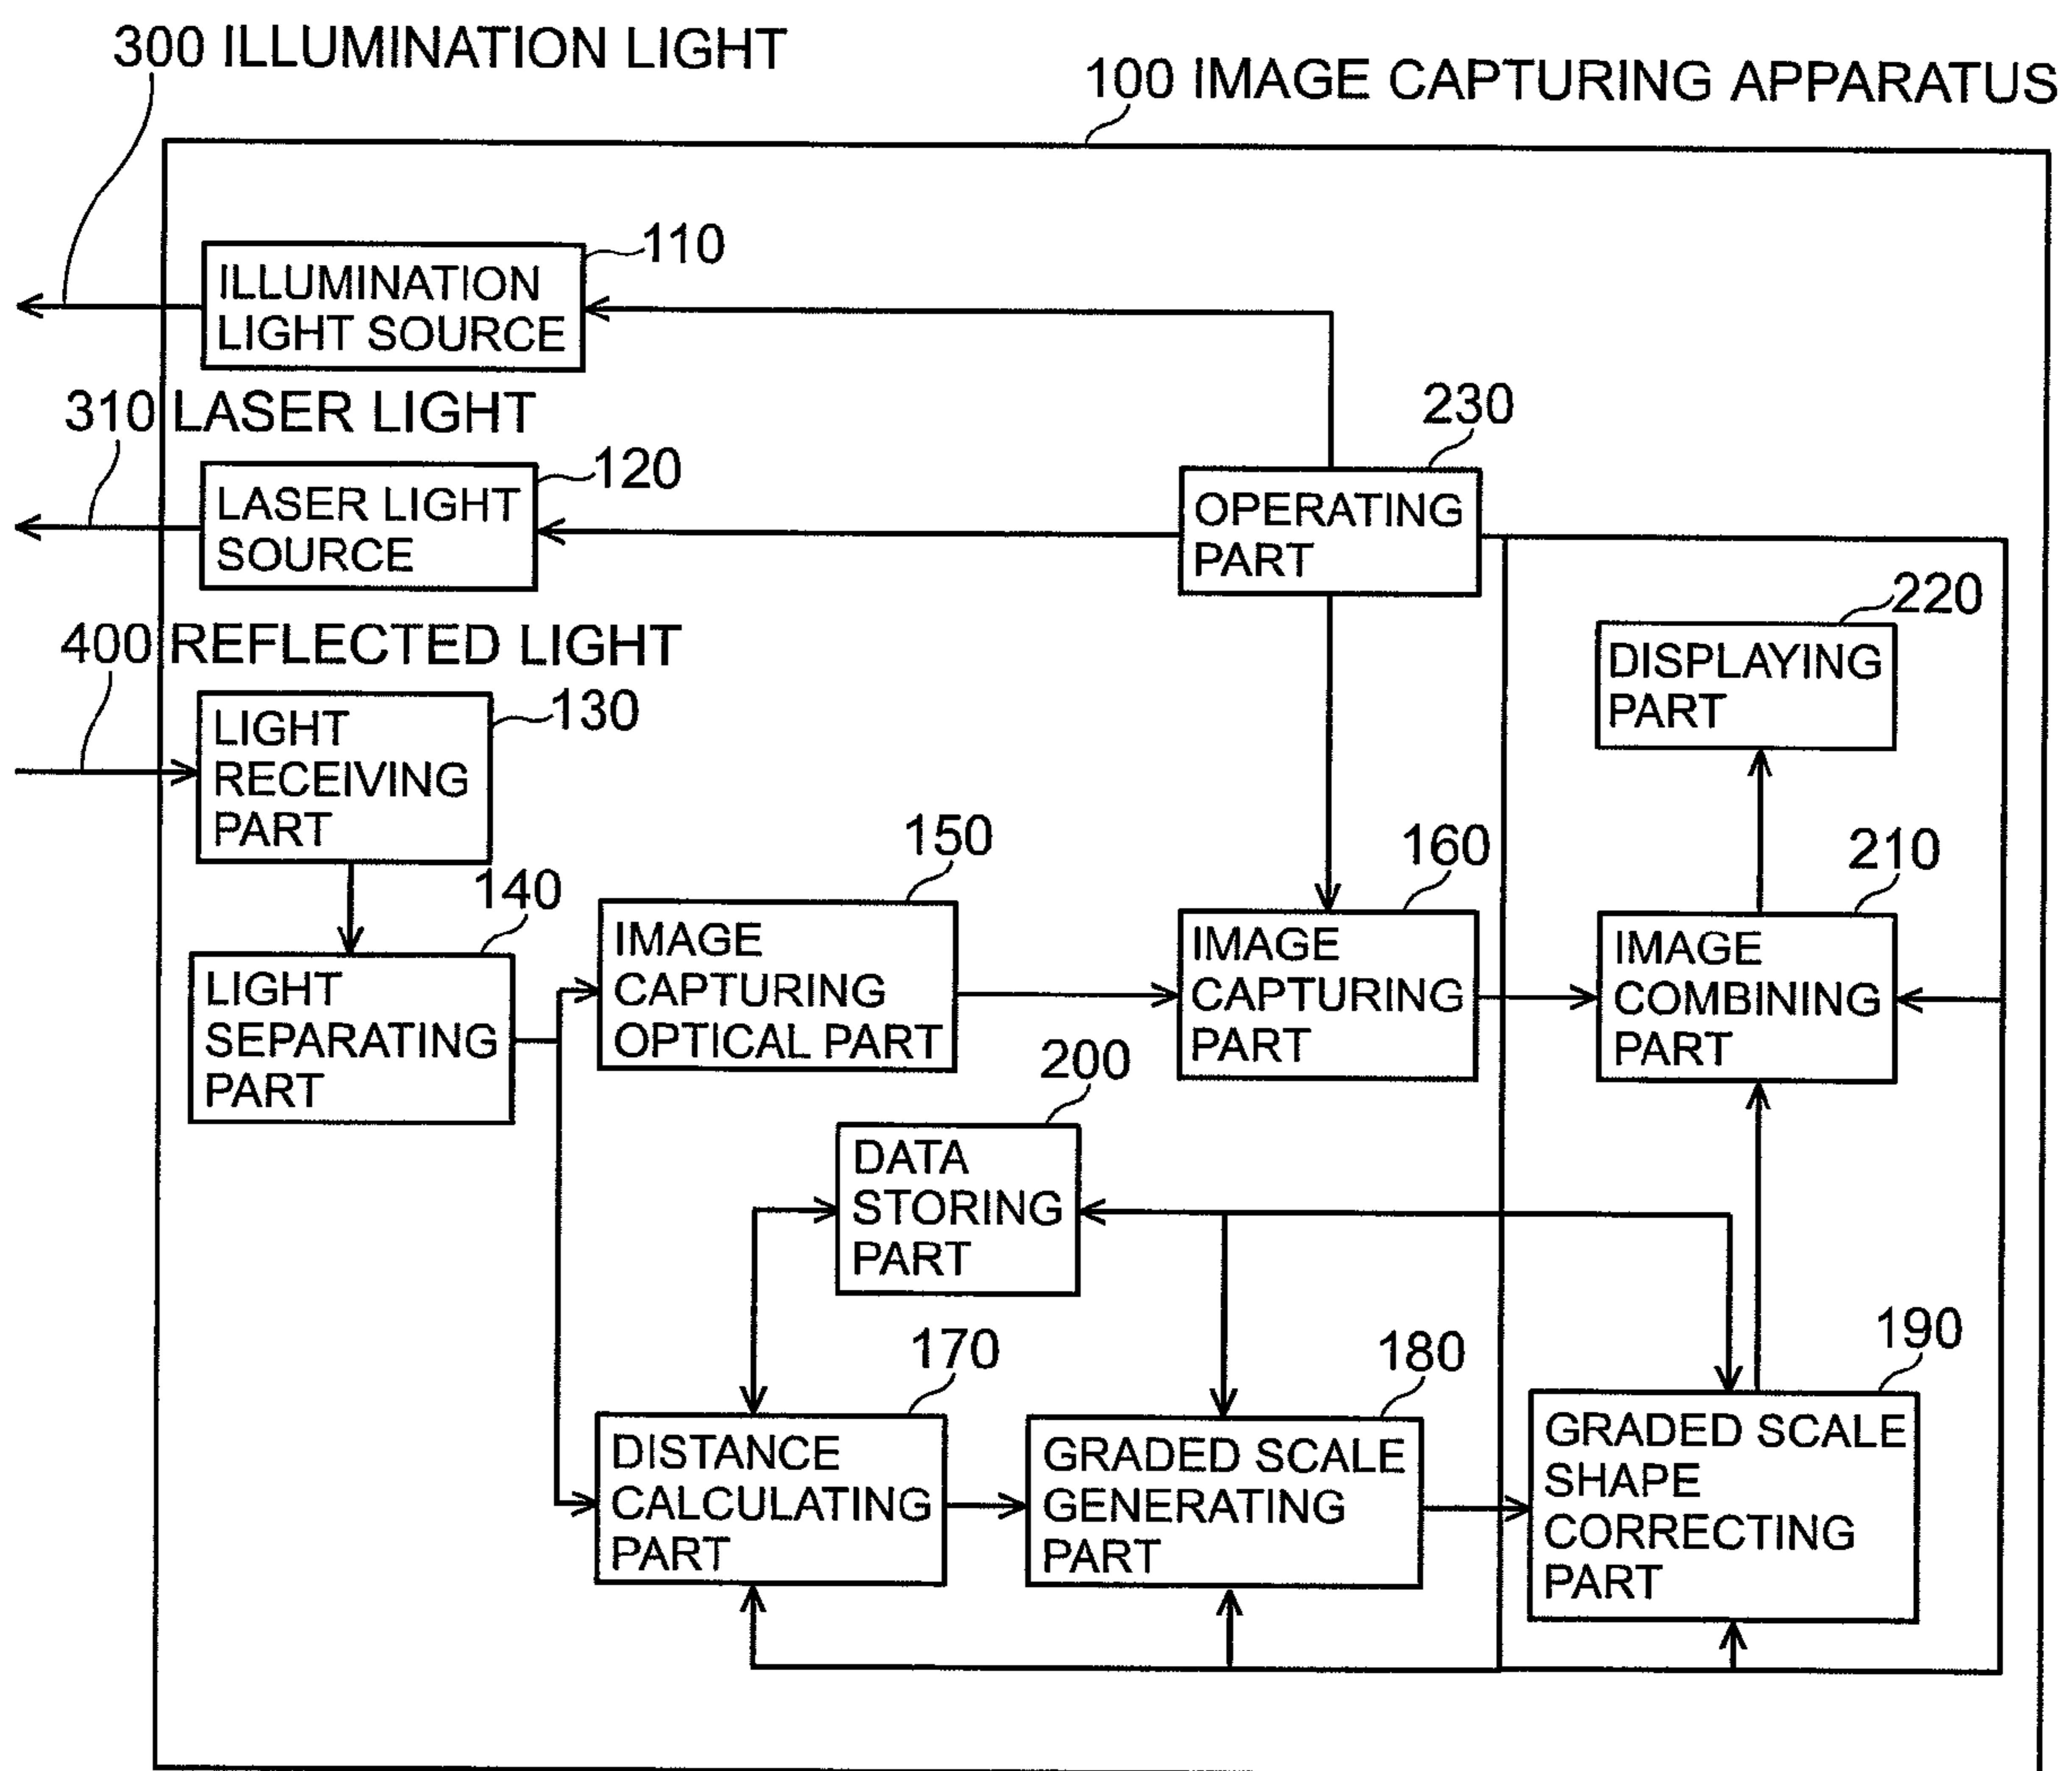 300 ILLUMINATION LIGHT
100 IMAGE CAPTURING APPARATUS
110
ILLUMINATION
LIGHT SOURCE
310 LASER LIGHT
230
120
LASER LIGHT
SOURCE
OPERATING
PART
220
400 REFLECTED LIGHT
DISPLAYING
PART
130
LIGHT
RECEIVING
PART
150
160
210
140
IMAGE
CAPTURING
OPTICAL PART
IMAGE
CAPTURING
PART
IMAGE
COMBINING
PART
LIGHT
SEPARATING
PART
200
DATA
STORING
PART
170
180
190
DISTANCE
CALCULATING
PART
GRADED SCALE
GENERATING
PART
GRADED SCALE
SHAPE
CORRECTING
PART